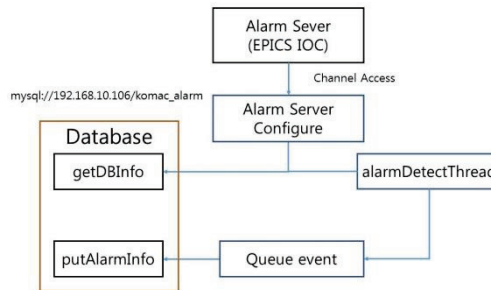 Alarm Sever
(EPICS IOC)
Channel Access
mysql://192.168.10.106/komac_alarm
Alarm Server
Configure
Database
getDBInfo
alarmDetectThread
putAlarmInfo
Queue event